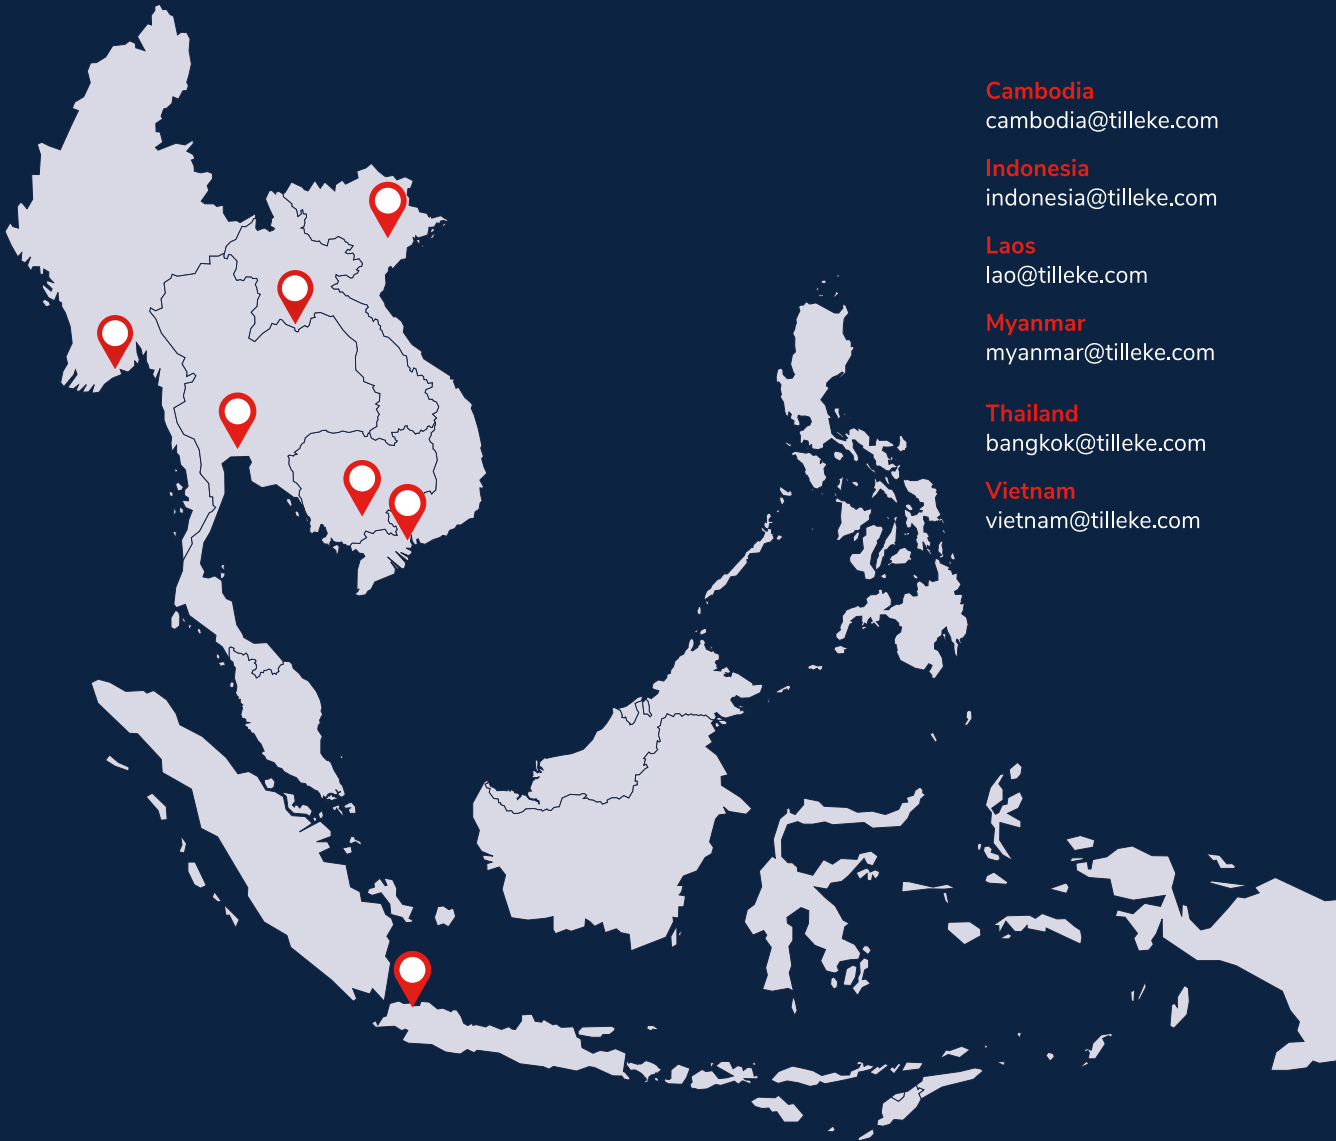 Cambodia
cambodia@tilleke.com
Indonesia
indonesia@tilleke.com
Laos
lao@tilleke.com
Myanmar
myanmar@tilleke.com
Thailand
bangkok@tilleke.com
Vietnam
vietnam@tilleke.com